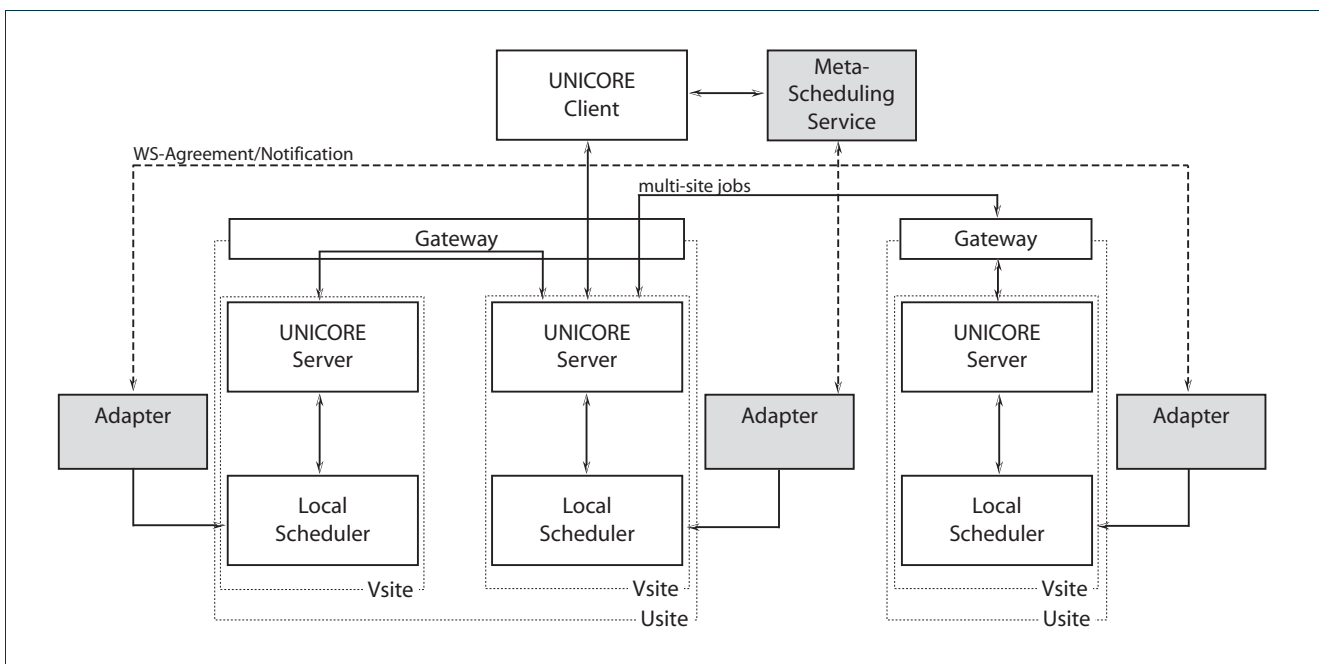 UNICORE
Client
Meta-
Scheduling
Service
WS-Agreement/Notification
multi-site jobs
Gateway
Gateway
UNICORE
Server
UNICORE
Server
UNICORE
Server
Adapter
Adapter
Adapter
Local
Scheduler
Local
Scheduler
Local
Scheduler
Vsite
Vsite
Vsite
Usite
Usite